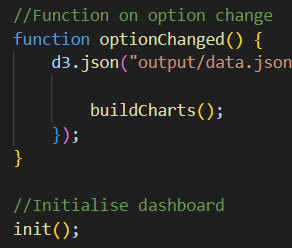 //Function on option change
function optionChanged() {
d3.json("output/data.json
buildCharts();
});
}
//Initialise dashboard
init();